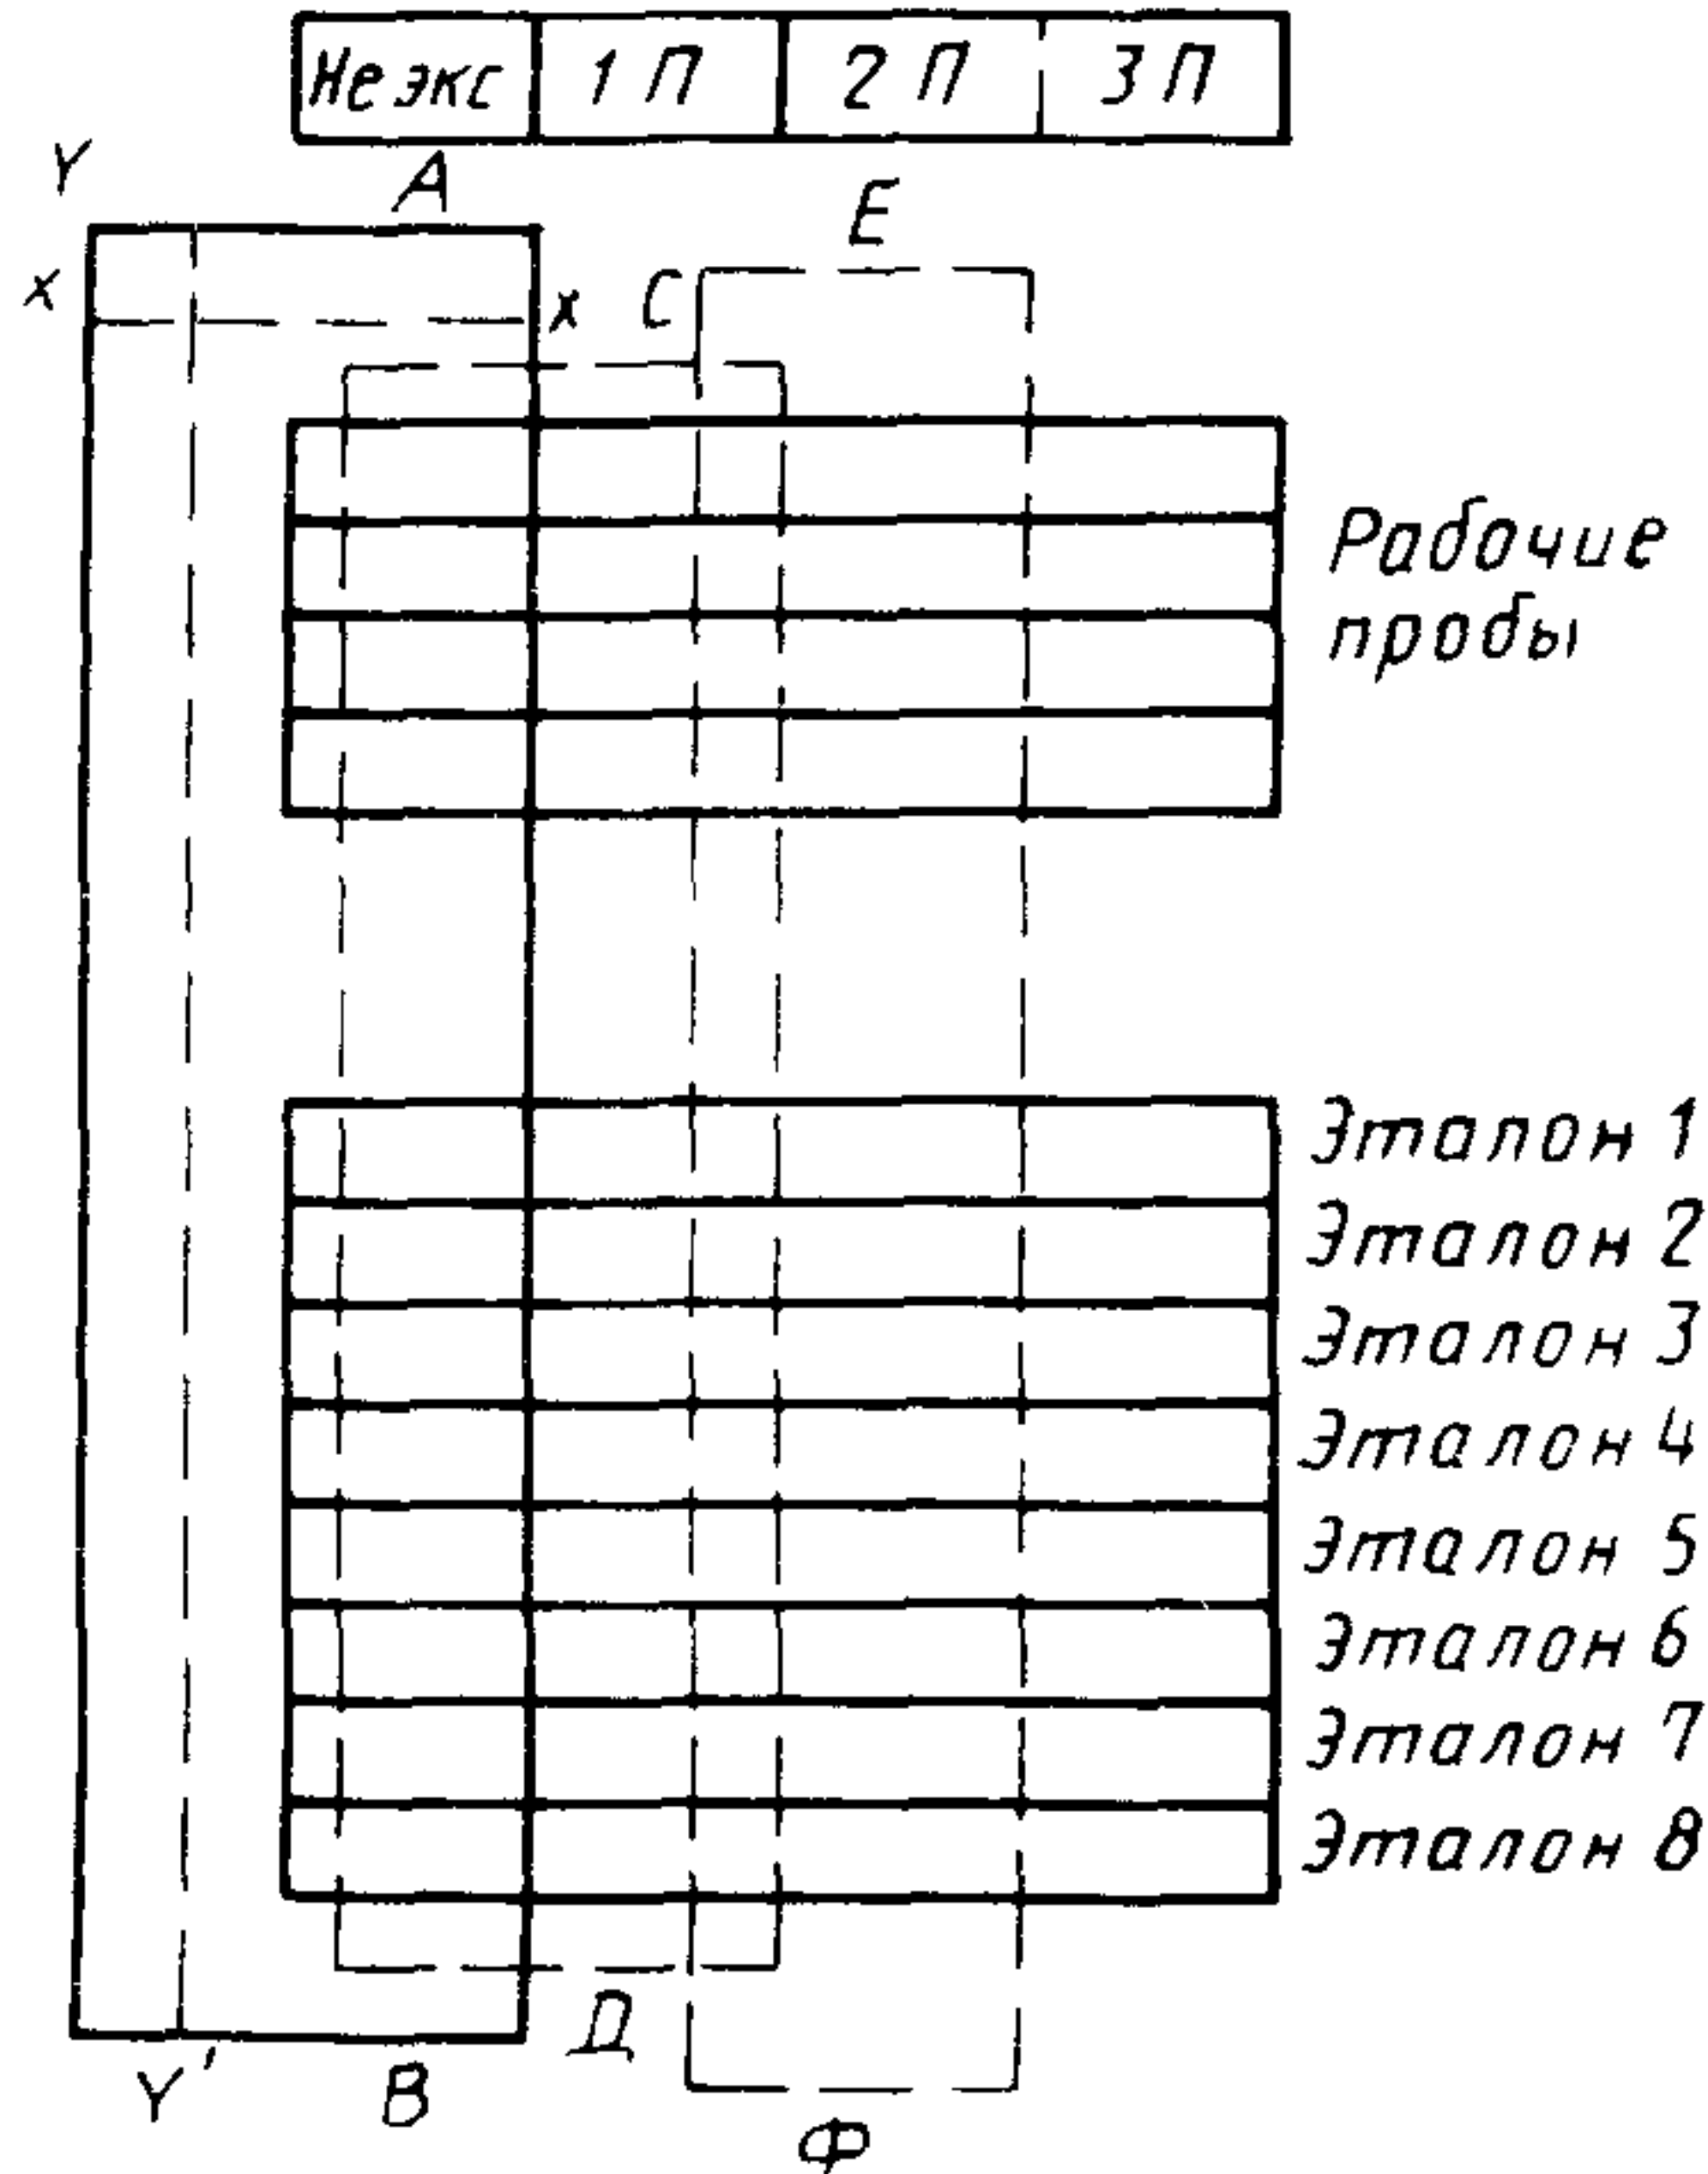 Не экс 1 П 2 П 3 П
Y А Е
х х С
Рабочие
пробы
Эталон 1
Эталон 2
Эталон 3
Эталон 4
Эталон 5
Эталон 6
Эталон 7
Эталон 8
Y' В Д
Ф